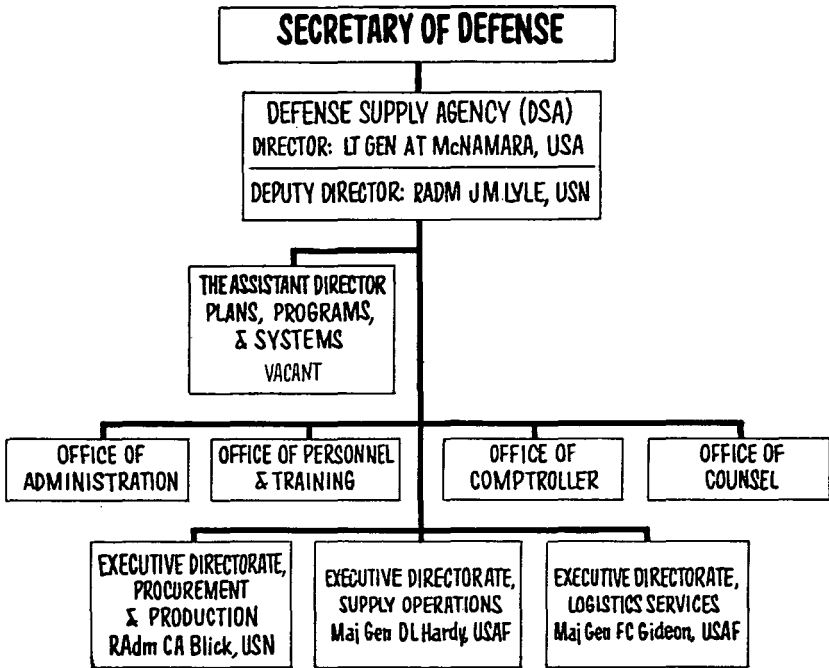 SECRETARY OF DEFENSE
DEFENSE SUPPLY AGENCY (DSA)
DIRECTOR: LT GEN AT McNAMARA, USA
DEPUTY DIRECTOR: RADM J M LYLE, USN
THE ASSISTANT DIRECTOR
PLANS, PROGRAMS,
& SYSTEMS
VACANT
OFFICE OF
ADMINISTRATION
OFFICE OF PERSONNEL
& TRAINING
OFFICE OF
COMPTROLLER
OFFICE OF
COUNSEL
EXECUTIVE DIRECTORATE,
PROCUREMENT
& PRODUCTION
RAdm CA Blick, USN
EXECUTIVE DIRECTORATE,
SUPPLY OPERATIONS
Maj Gen DL Hardy, USAF
EXECUTIVE DIRECTORATE,
LOGISTICS SERVICES
Maj Gen FC Gideon, USAF